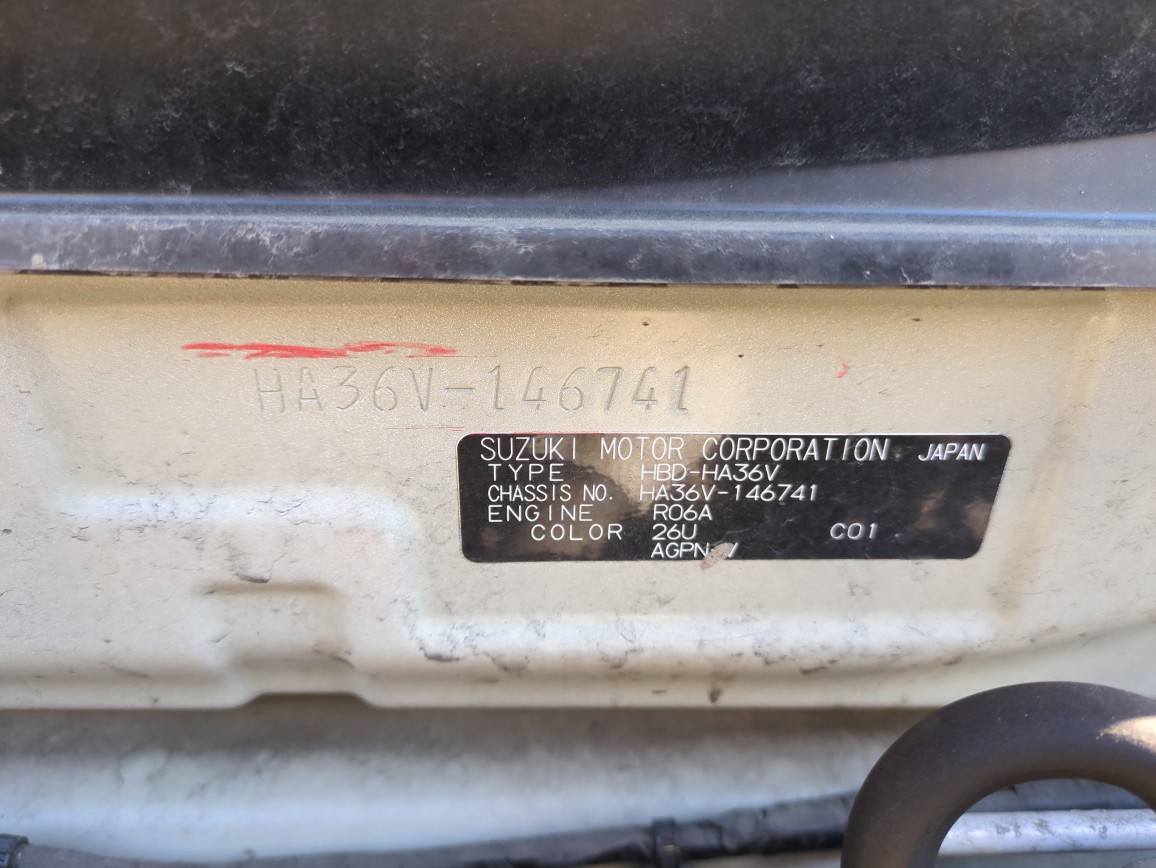 HA36V-146741
SUZUKI MOTOR CORPORATION JAPAN
TYPE HBD-HA36V
CHASSIS NO. HA36V-146741
ENGINE R06A
COLOR 26U C01